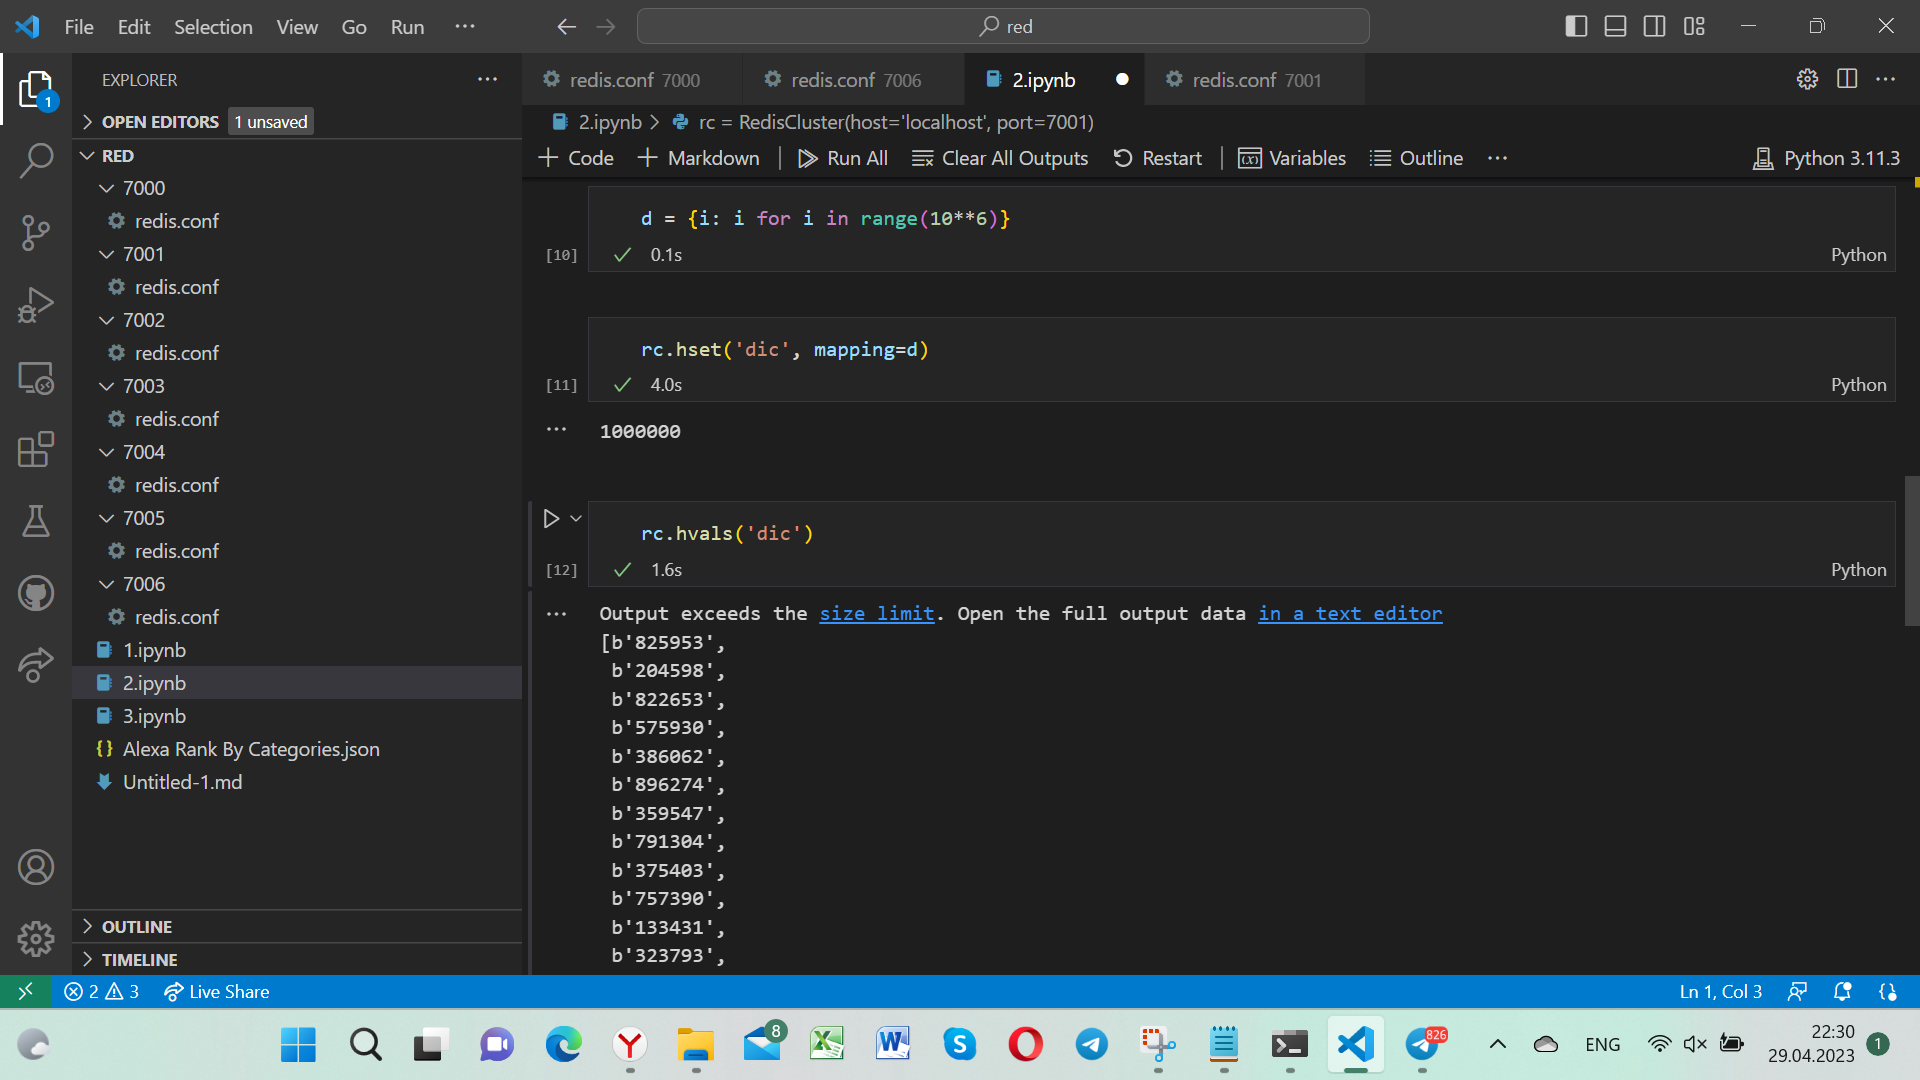 File Edit Selection View Go Run ···
red
EXPLORER
OPEN EDITORS 1 unsaved
RED
7000
redis.conf
7001
redis.conf
7002
redis.conf
7003
redis.conf
7004
redis.conf
7005
redis.conf
7006
redis.conf
1.ipynb
2.ipynb
3.ipynb
{} Alexa Rank By Categories.json
Untitled-1.md
OUTLINE
TIMELINE
1
redis.conf 7000
redis.conf 7006
2.ipynb
redis.conf 7001
2.ipynb > rc = RedisCluster(host='localhost', port=7001)
+ Code + Markdown | Run All Clear All Outputs Restart | Variables Outline ··· Python 3.11.3
d = {i: i for i in range(10**6)}
[10] ✓ 0.1s Python
rc.hset('dic', mapping=d)
[11] ✓ 4.0s Python
··· 1000000
rc.hvals('dic')
[12] ✓ 1.6s Python
··· Output exceeds the size limit. Open the full output data in a text editor
[b'825953',
b'204598',
b'822653',
b'575930',
b'386062',
b'896274',
b'359547',
b'791304',
b'375403',
b'757390',
b'133431',
b'323793',
2 3 Live Share Ln 1, Col 3
8
826
ENG
22:30
29.04.2023
1